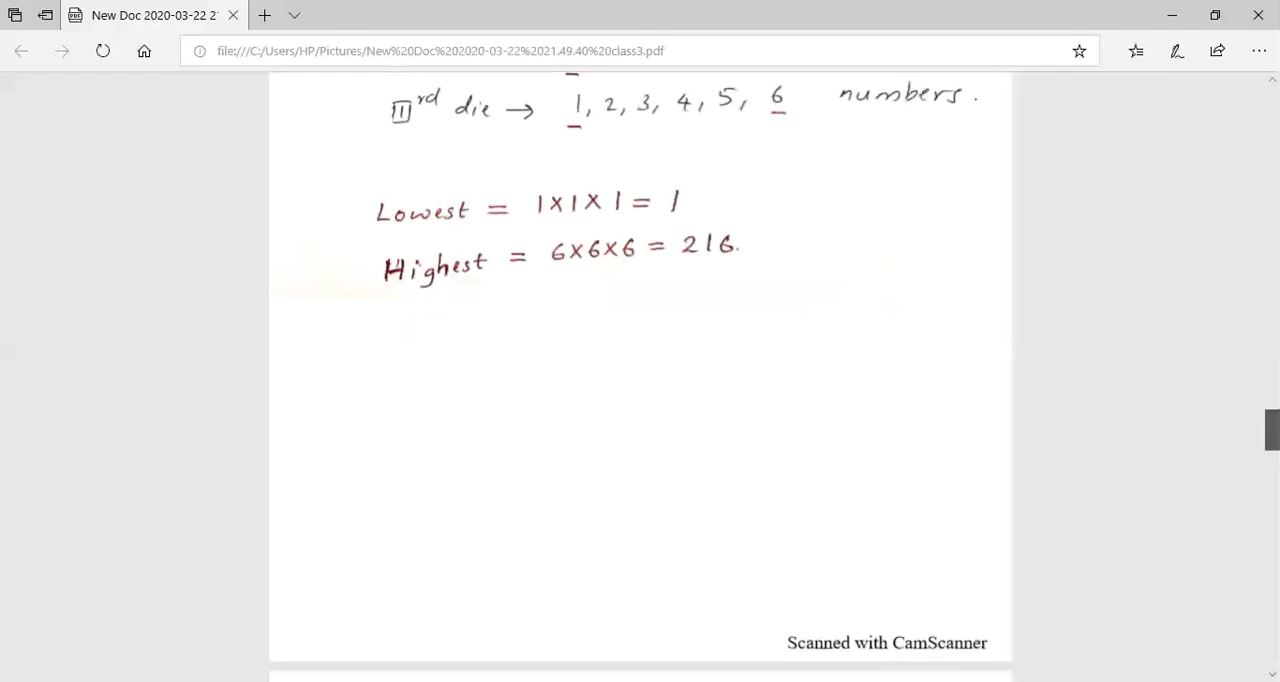 New Doc 2020-03-22 2
file:///C:/Users/HP/Pictures/New%20Doc%202020-03-22%2021.49.40%20class3.pdf
III rd die → 1, 2, 3, 4, 5, 6 numbers.
Lowest = 1×1×1 = 1
Highest = 6×6×6 = 216.
Scanned with CamScanner